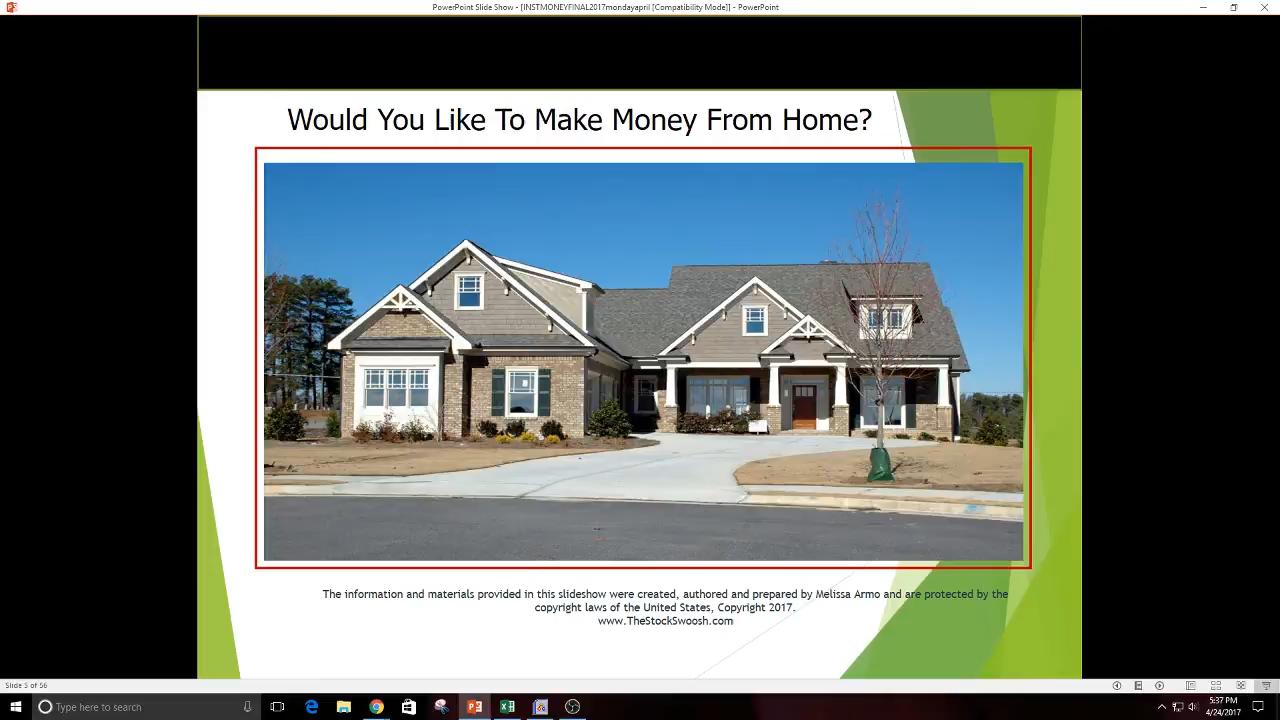 PowerPoint Slide Show - [INSTMONEYFINAL2017mondayapril [Compatibility Mode]] - PowerPoint
Would You Like To Make Money From Home?
The information and materials provided in this slideshow were created, authored and prepared by Melissa Armo and are protected by the
copyright laws of the United States, Copyright 2017.
www.TheStockSwoosh.com
Slide 5 of 56
Type here to search
5:37 PM
4/24/2017